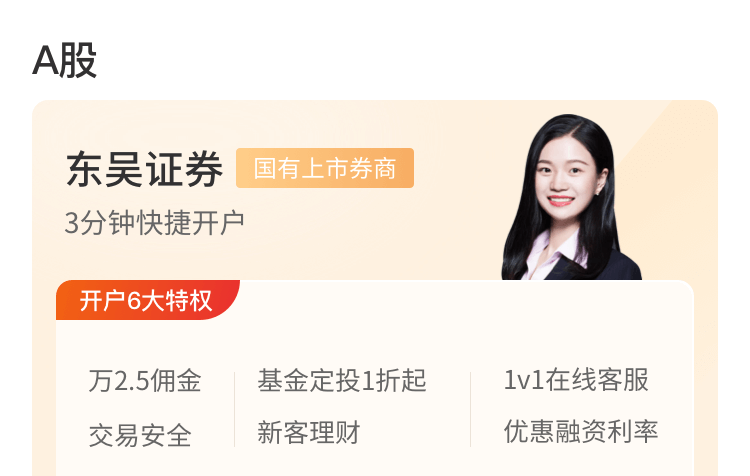 A股
东吴证券 国有上市券商
3分钟快捷开户
开户6大特权
万2.5佣金 基金定投1折起 1v1在线客服
交易安全 新客理财 优惠融资利率